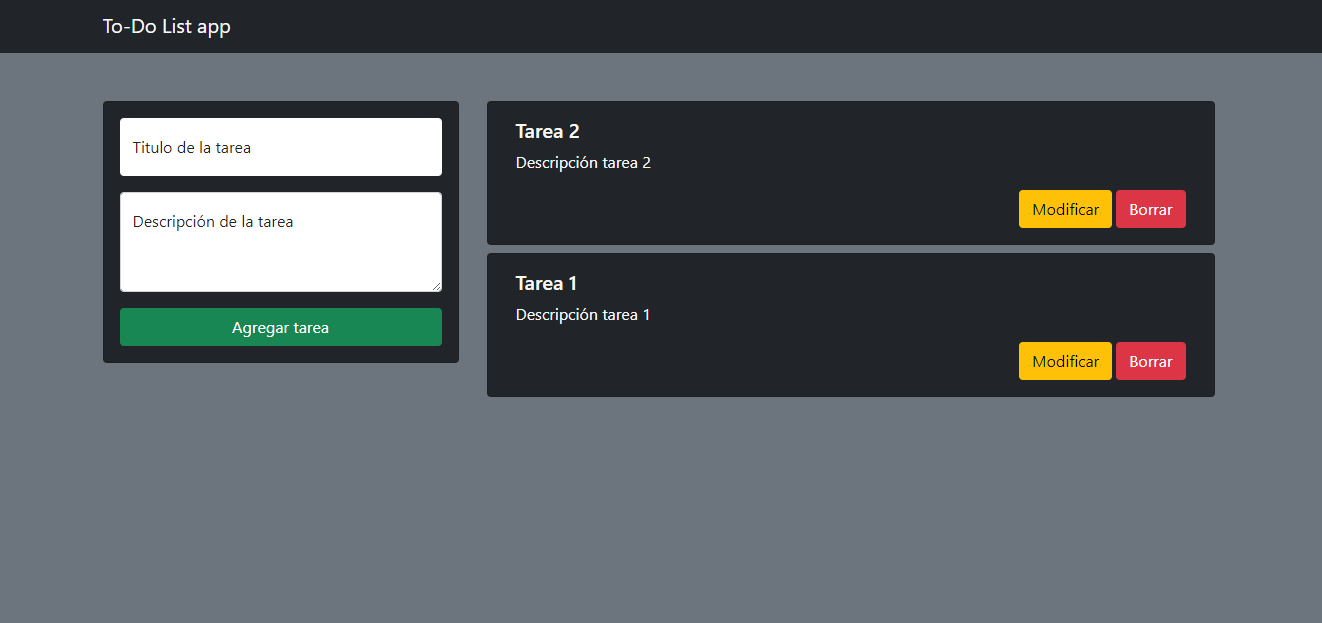 To-Do List app
Titulo de la tarea
Descripción de la tarea
Agregar tarea
Tarea 2
Descripción tarea 2
Modificar Borrar
Tarea 1
Descripción tarea 1
Modificar Borrar